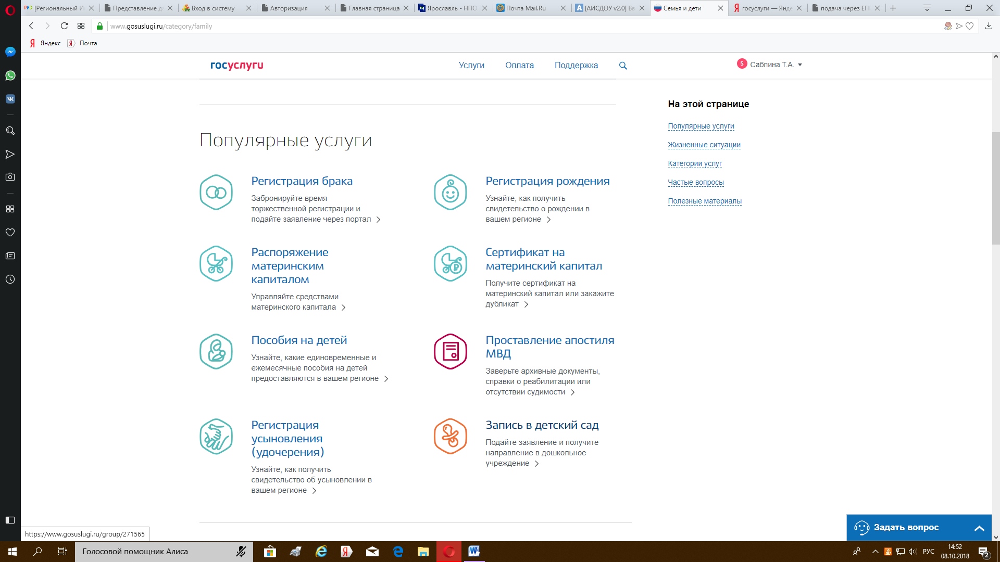 РИД [Региональный И
Представление д
Вход в систему
Авторизация
Главная страница
Ярославль - НПО
Почта Mail.Ru
[АИСДОУ v2.0] Ве
Семья и дети
госуслуги — Янде
подача через ЕПГ
www.gosuslugi.ru/category/family
Яндекс
Почта
госуслуги
Услуги
Оплата
Поддержка
5
Саблина Т.А.
Популярные услуги
Регистрация брака
Забронируйте время
торжественной регистрации и
подайте заявление через портал
Регистрация рождения
Узнайте, как получить
свидетельство о рождении в
вашем регионе
Распоряжение
материнским
капиталом
Управляйте средствами
материнского капитала
Сертификат на
материнский капитал
Получите сертификат на
материнский капитал или закажите
дубликат
Пособия на детей
Узнайте, какие единовременные и
ежемесячные пособия на детей
предоставляются в вашем регионе
Проставление апостиля
МВД
Заверьте архивные документы,
справки о реабилитации или
отсутствии судимости
Регистрация
усыновления
(удочерения)
Узнайте, как получить
свидетельство об усыновлении в
вашем регионе
Запись в детский сад
Подайте заявление и получите
направление в дошкольное
учреждение
На этой странице
Популярные услуги
Жизненные ситуации
Категории услуг
Частые вопросы
Полезные материалы
Задать вопрос
https://www.gosuslugi.ru/group/271565
Голосовой помощник Алиса
РУС
14:52
08.10.2018
2